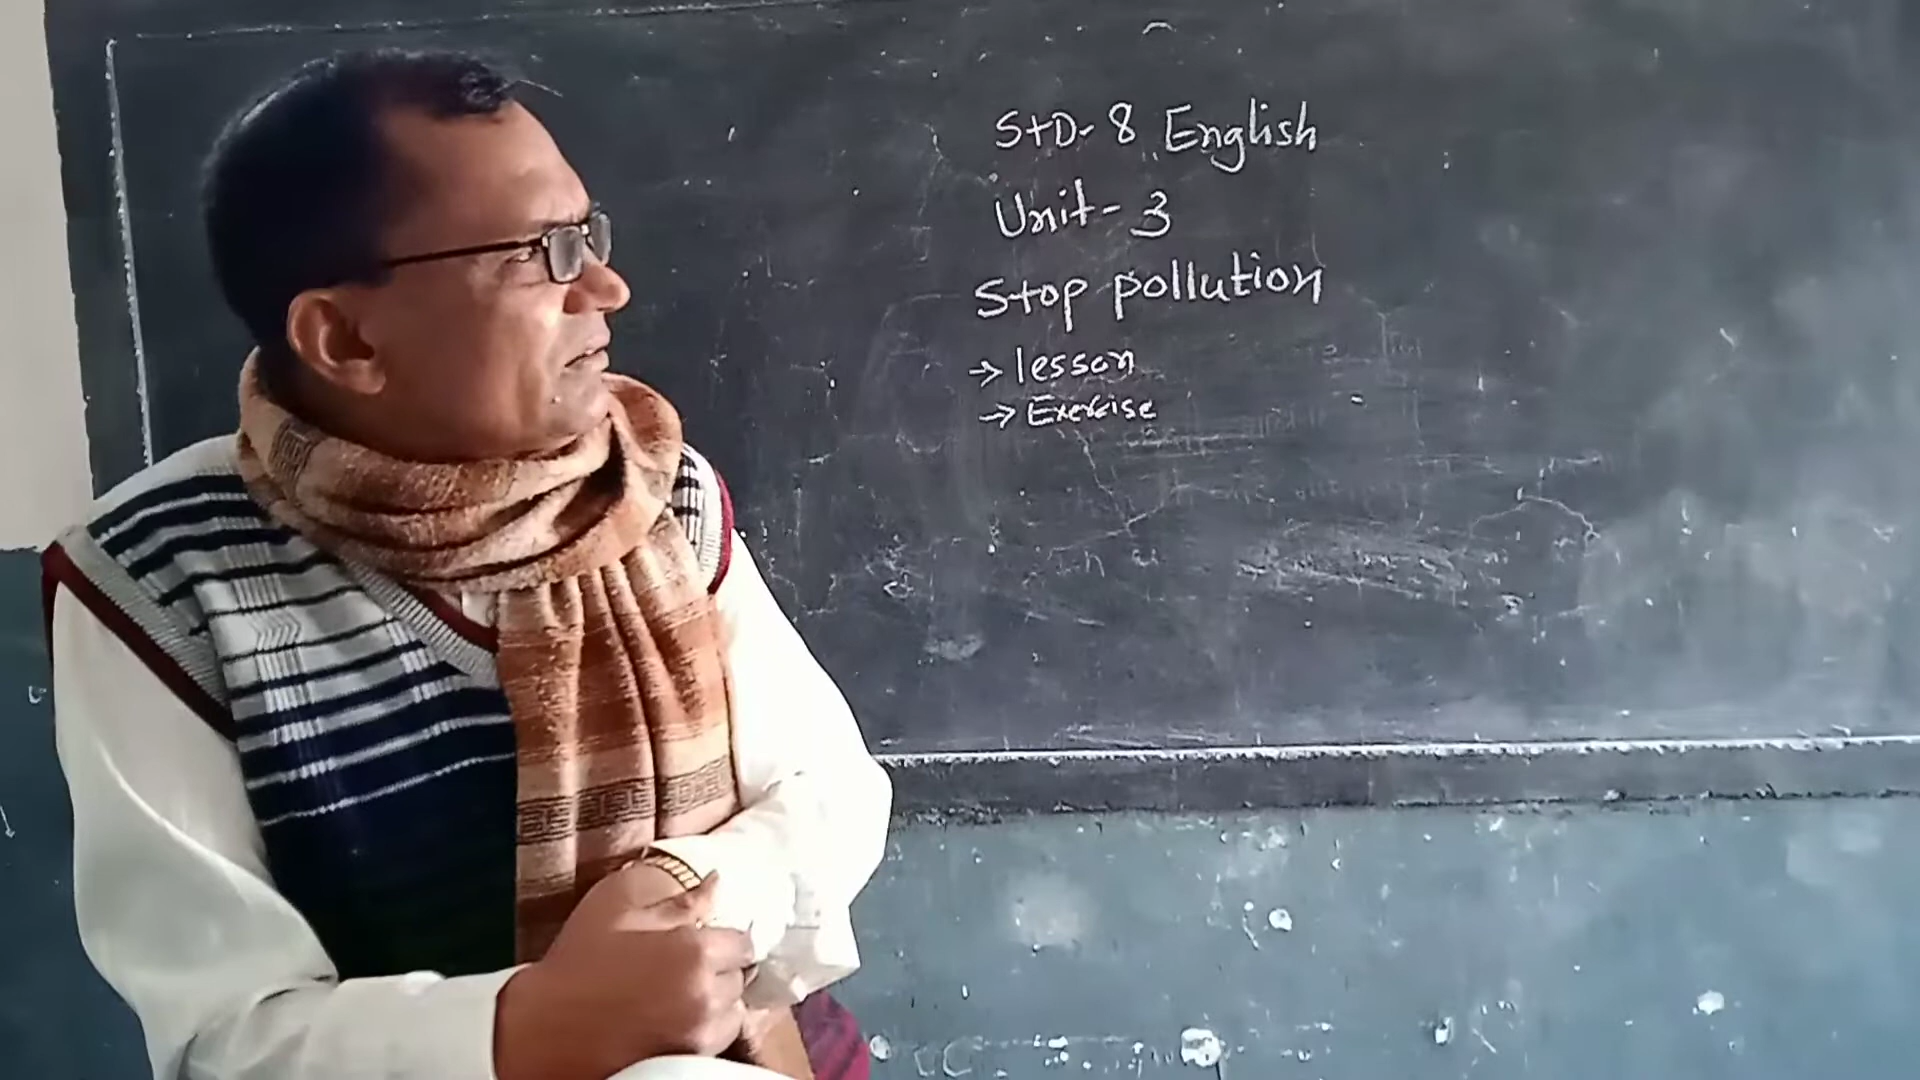 STD-8 English
Unit-3
Stop pollution
→ lesson
→ Exercise